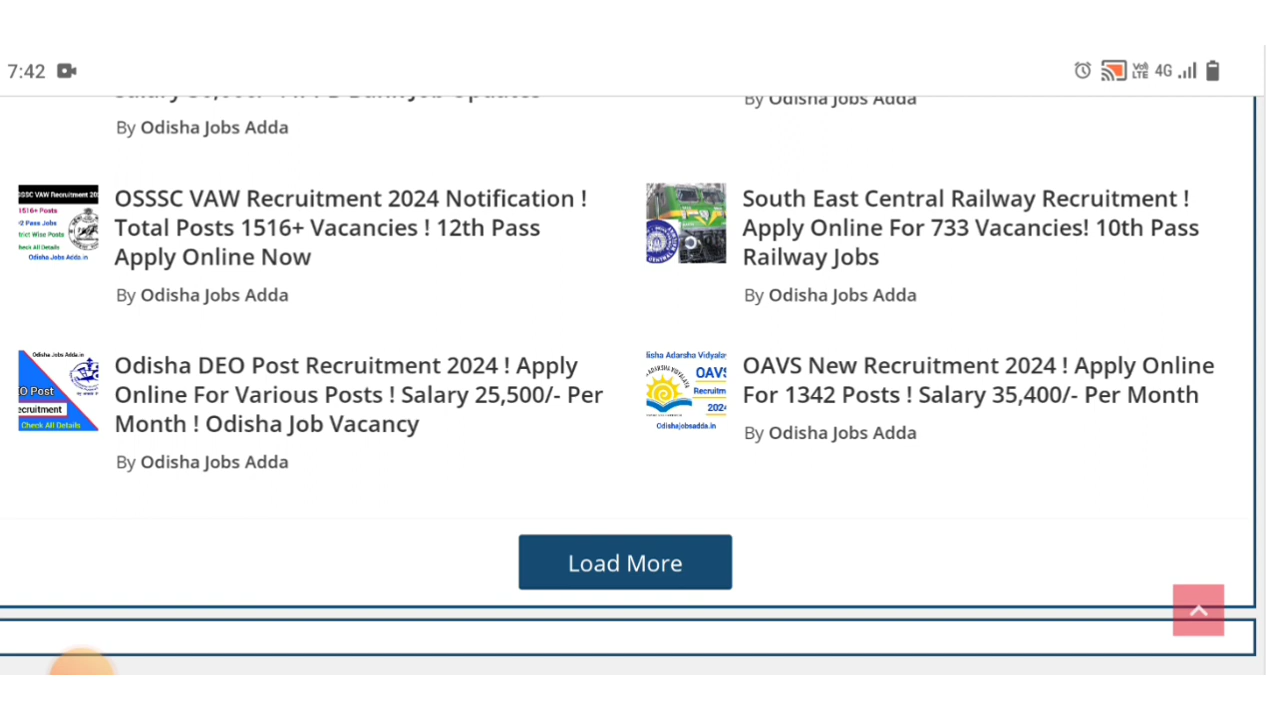 7:42
4G
By Odisha Jobs Adda
By Odisha Jobs Adda
OSSSC VAW Recruitment 2024 Notification !
Total Posts 1516+ Vacancies ! 12th Pass
Apply Online Now
By Odisha Jobs Adda
South East Central Railway Recruitment !
Apply Online For 733 Vacancies! 10th Pass
Railway Jobs
By Odisha Jobs Adda
Odisha DEO Post Recruitment 2024 ! Apply
Online For Various Posts ! Salary 25,500/- Per
Month ! Odisha Job Vacancy
By Odisha Jobs Adda
OAVS New Recruitment 2024 ! Apply Online
For 1342 Posts ! Salary 35,400/- Per Month
By Odisha Jobs Adda
Load More